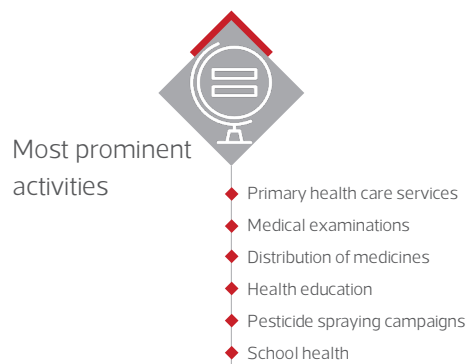 Most prominent
activities
Primary health care services
Medical examinations
Distribution of medicines
Health education
Pesticide spraying campaigns
School health